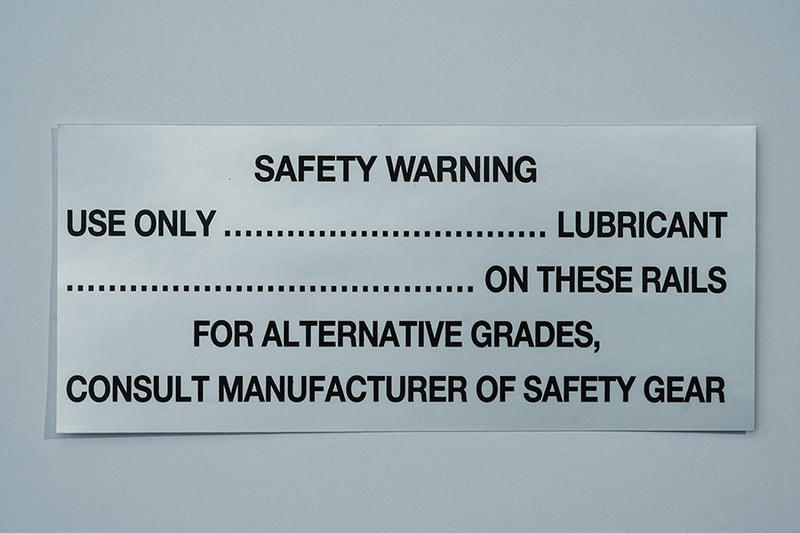 SAFETY WARNING
USE ONLY ................................ LUBRICANT
........................................ ON THESE RAILS
FOR ALTERNATIVE GRADES,
CONSULT MANUFACTURER OF SAFETY GEAR